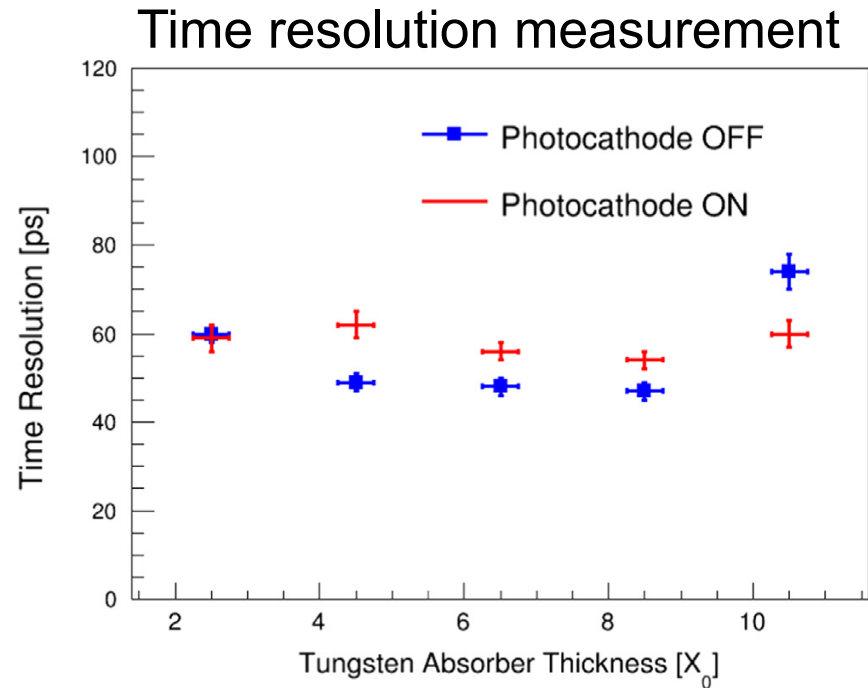 Time resolution measurement
120
100
80
60
40
20
0
Time Resolution [ps]
Photocathode OFF
Photocathode ON
2 4 6 8 10
Tungsten Absorber Thickness [X0]